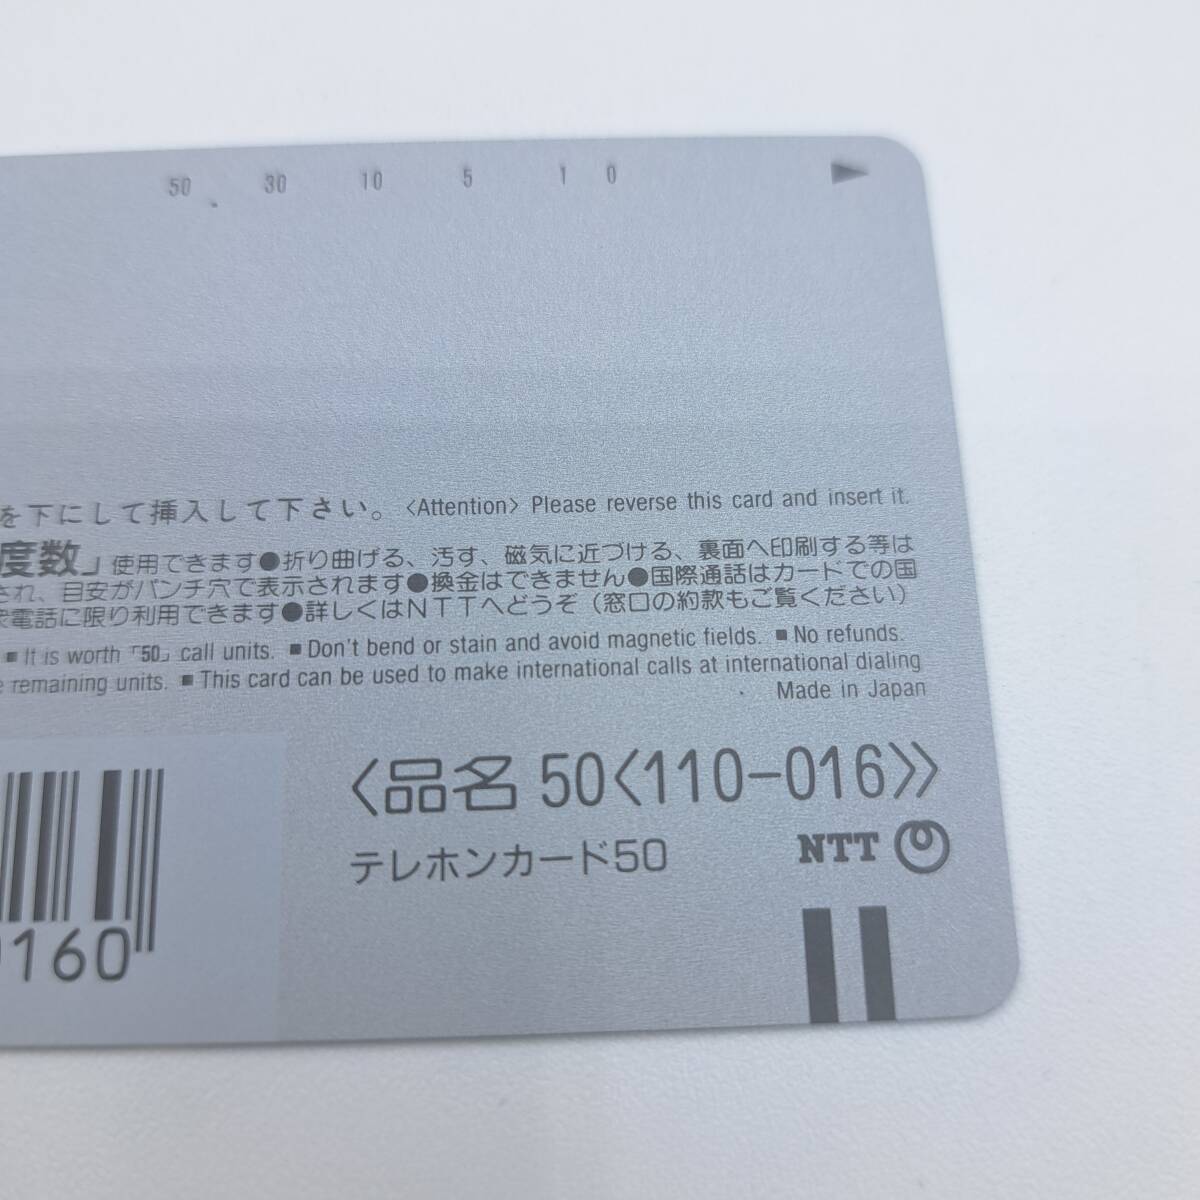 50 30 10 5 1 0
を下にして挿入して下さい。〈Attention〉 Please reverse this card and insert it.
度数」使用できます●折り曲げる、汚す、磁気に近づける、裏面へ印刷する等は
され、目安がパンチ穴で表示されます●換金はできません●国際通話はカードでの国
衆電話に限り利用できます●詳しくはNTTへどうぞ（窓口の約款もご覧ください）
■It is worth「50」call units. ■Don't bend or stain and avoid magnetic fields. ■No refunds.
e remaining units. ■This card can be used to make international calls at international dialing
Made in Japan
〈品名 50〈110-016〉〉
テレホンカード50
NTT
160